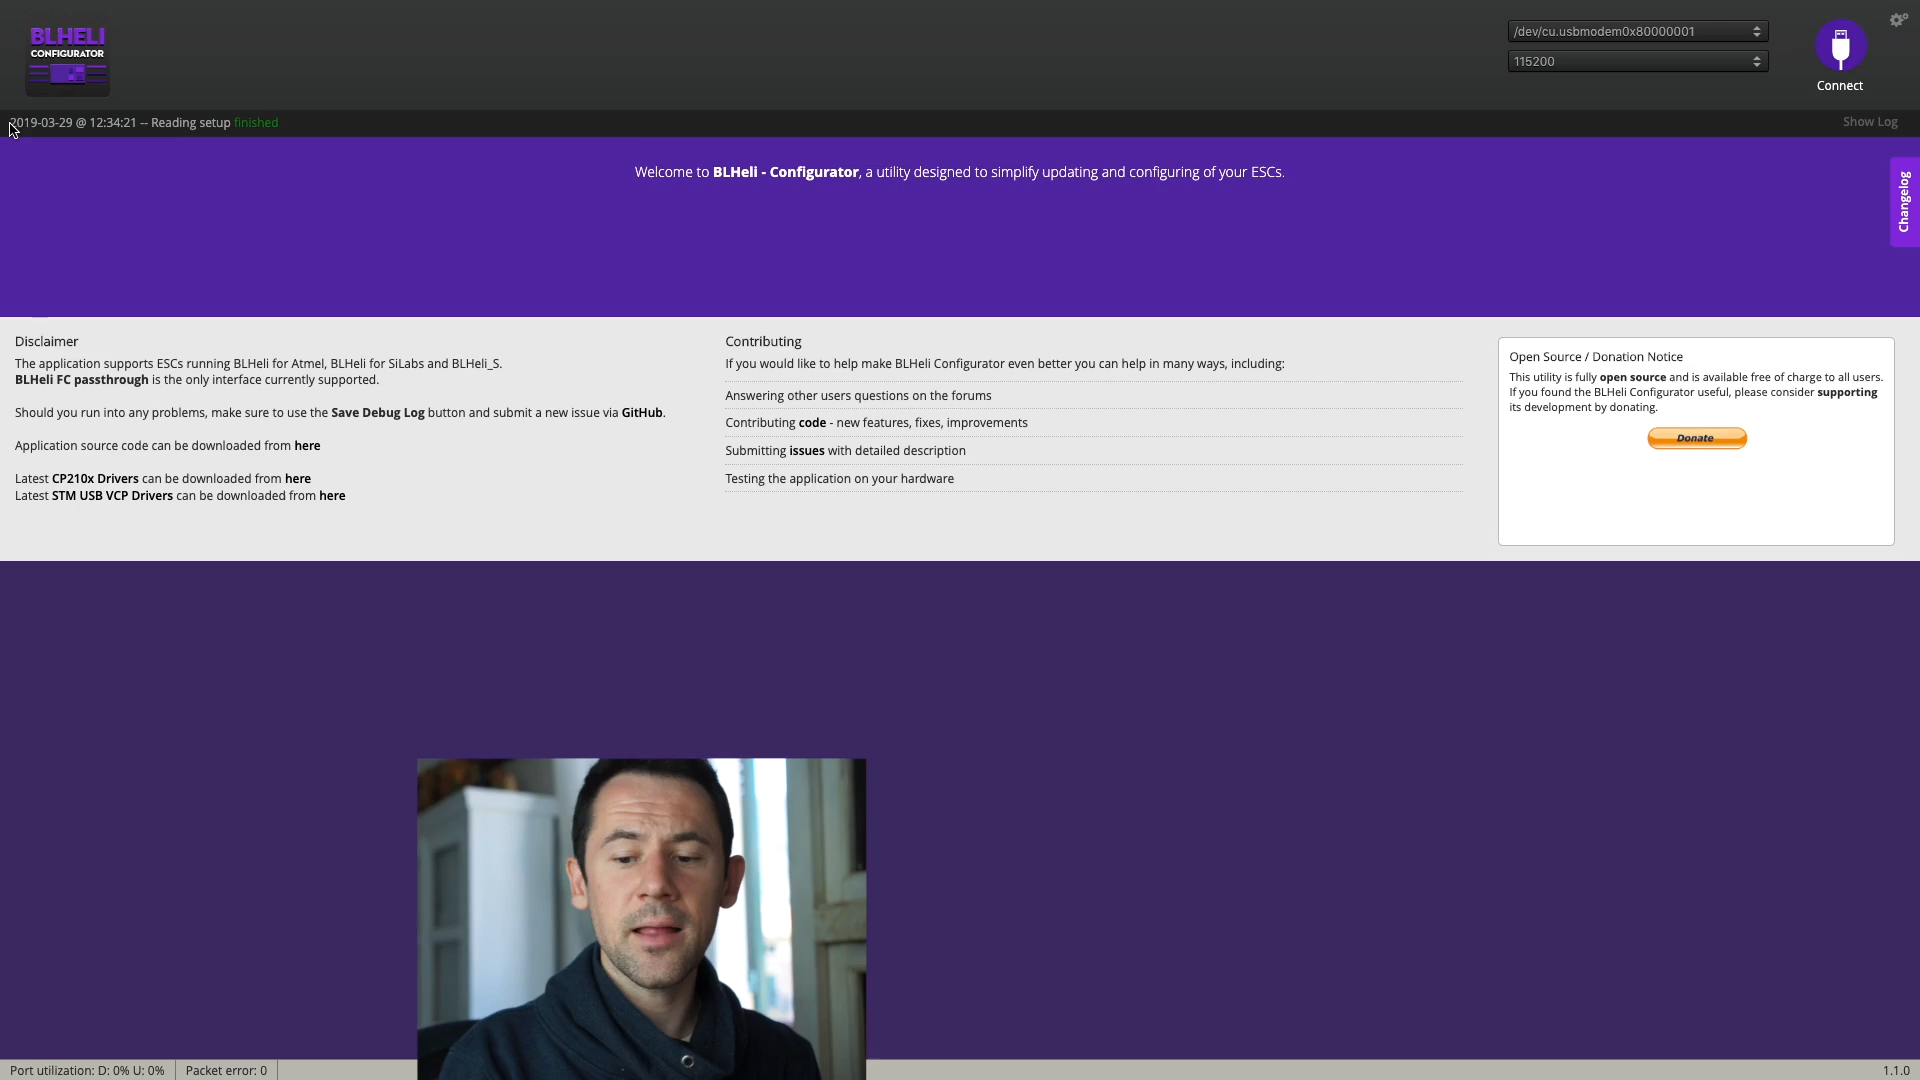 BLHELI
CONFIGURATOR
/dev/cu.usbmodem0x80000001
115200
Connect
2019-03-29 @ 12:34:21 -- Reading setup finished
Show Log
Welcome to BLHeli - Configurator, a utility designed to simplify updating and configuring of your ESCs.
Changelog
Disclaimer
The application supports ESCs running BLHeli for Atmel, BLHeli for SiLabs and BLHeli_S.
BLHeli FC passthrough is the only interface currently supported.
Should you run into any problems, make sure to use the Save Debug Log button and submit a new issue via GitHub.
Application source code can be downloaded from here
Latest CP210x Drivers can be downloaded from here
Latest STM USB VCP Drivers can be downloaded from here
Contributing
If you would like to help make BLHeli Configurator even better you can help in many ways, including:
Answering other users questions on the forums
Contributing code - new features, fixes, improvements
Submitting issues with detailed description
Testing the application on your hardware
Open Source / Donation Notice
This utility is fully open source and is available free of charge to all users.
If you found the BLHeli Configurator useful, please consider supporting
its development by donating.
Donate
Port utilization: D: 0% U: 0%
Packet error: 0
1.1.0